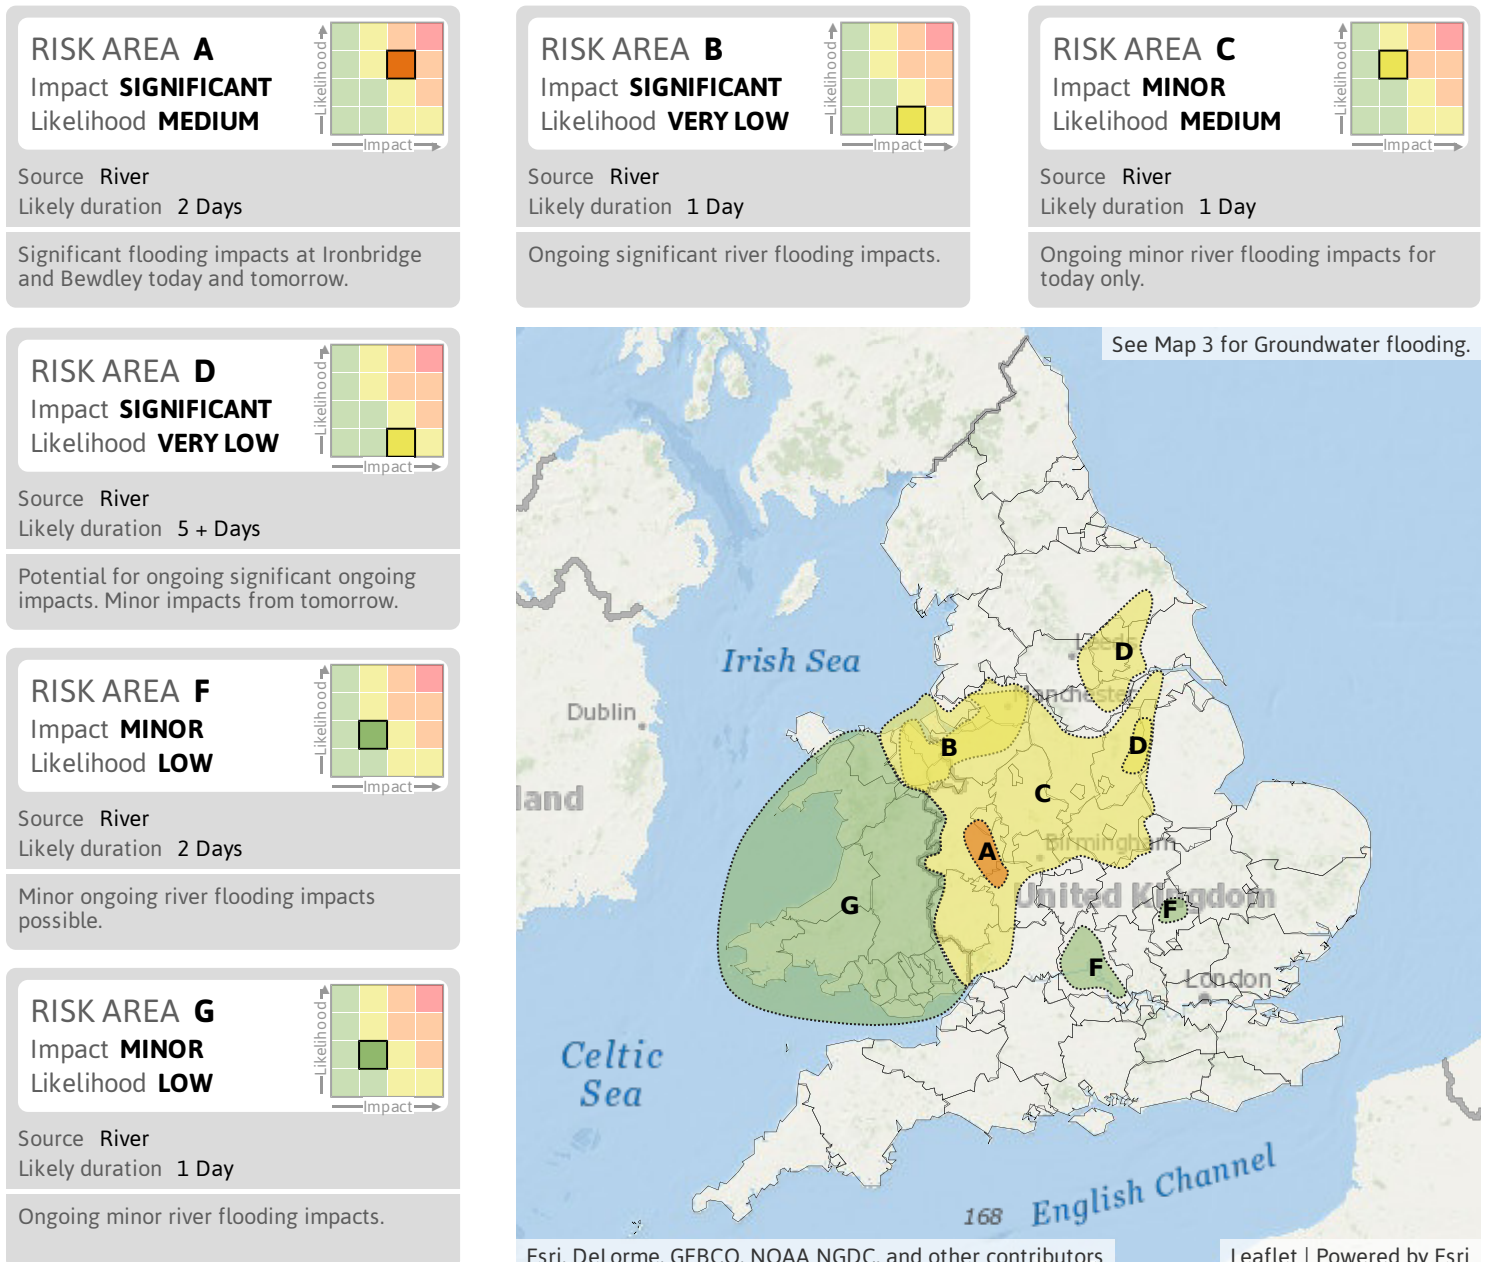 RISK AREA A
Impact SIGNIFICANT
Likelihood MEDIUM
Likelihood
Impact
Source River
Likely duration 2 Days
Significant flooding impacts at Ironbridge
and Bewdley today and tomorrow.
RISK AREA B
Impact SIGNIFICANT
Likelihood VERY LOW
Likelihood
Impact
Source River
Likely duration 1 Day
Ongoing significant river flooding impacts.
RISK AREA C
Impact MINOR
Likelihood MEDIUM
Likelihood
Impact
Source River
Likely duration 1 Day
Ongoing minor river flooding impacts for
today only.
RISK AREA D
Impact SIGNIFICANT
Likelihood VERY LOW
Likelihood
Impact
Source River
Likely duration 5 + Days
Potential for ongoing significant ongoing
impacts. Minor impacts from tomorrow.
RISK AREA F
Impact MINOR
Likelihood LOW
Likelihood
Impact
Source River
Likely duration 2 Days
Minor ongoing river flooding impacts
possible.
RISK AREA G
Impact MINOR
Likelihood LOW
Likelihood
Impact
Source River
Likely duration 1 Day
Ongoing minor river flooding impacts.
See Map 3 for Groundwater flooding.
Leeds
D
Irish Sea
Manchester
Dublin
B
D
land
C
Birmingham
A
United Kingdom
G
F
F
London
Celtic
Sea
English Channel
168
Esri, DeLorme, GEBCO, NOAA NGDC, and other contributors
Leaflet | Powered by Esri